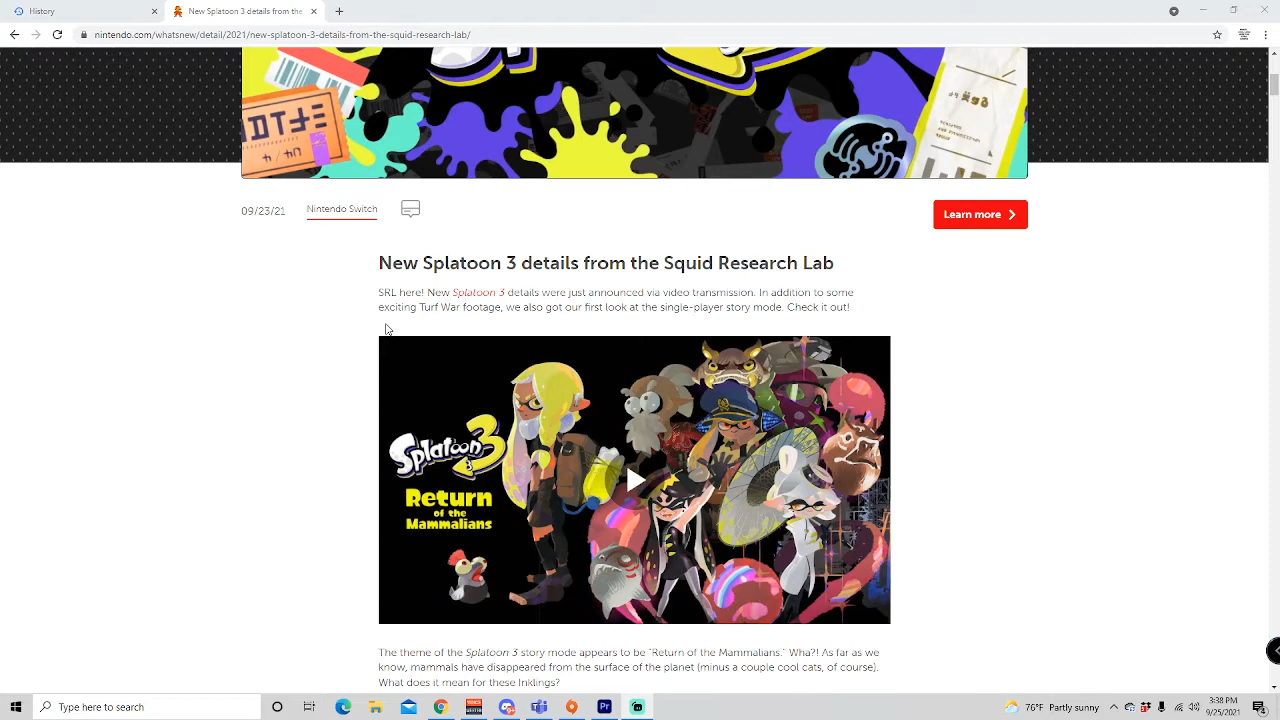 History
New Splatoon 3 details from the
nintendo.com/whatsnew/detail/2021/new-splatoon-3-details-from-the-squid-research-lab/
09/23/21
Nintendo Switch
Learn more
New Splatoon 3 details from the Squid Research Lab
SRL here! New Splatoon 3 details were just announced via video transmission. In addition to some
exciting Turf War footage, we also got our first look at the single-player story mode. Check it out!
Splatoon 3
Return
of the
Mammalians
The theme of the Splatoon 3 story mode appears to be “Return of the Mammalians.” Wha?! As far as we
know, mammals have disappeared from the surface of the planet (minus a couple cool cats, of course).
What does it mean for these Inklings?
Type here to search
Pr
76°F Partly sunny
3:38 PM
9/25/2021